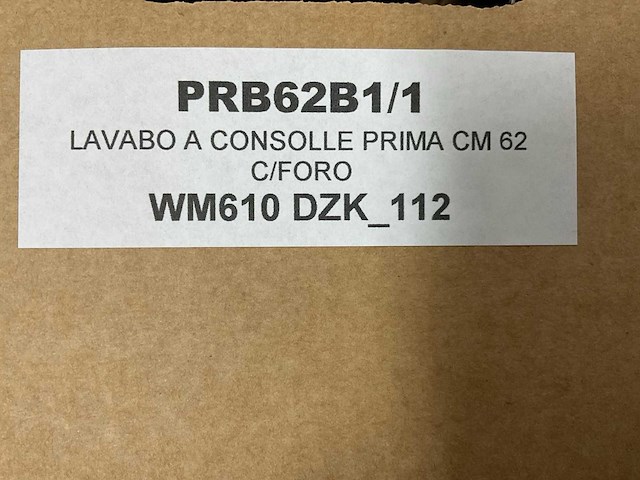 PRB62B1/1
LAVABO A CONSOLLE PRIMA CM 62
C/FORO
WM610 DZK_112